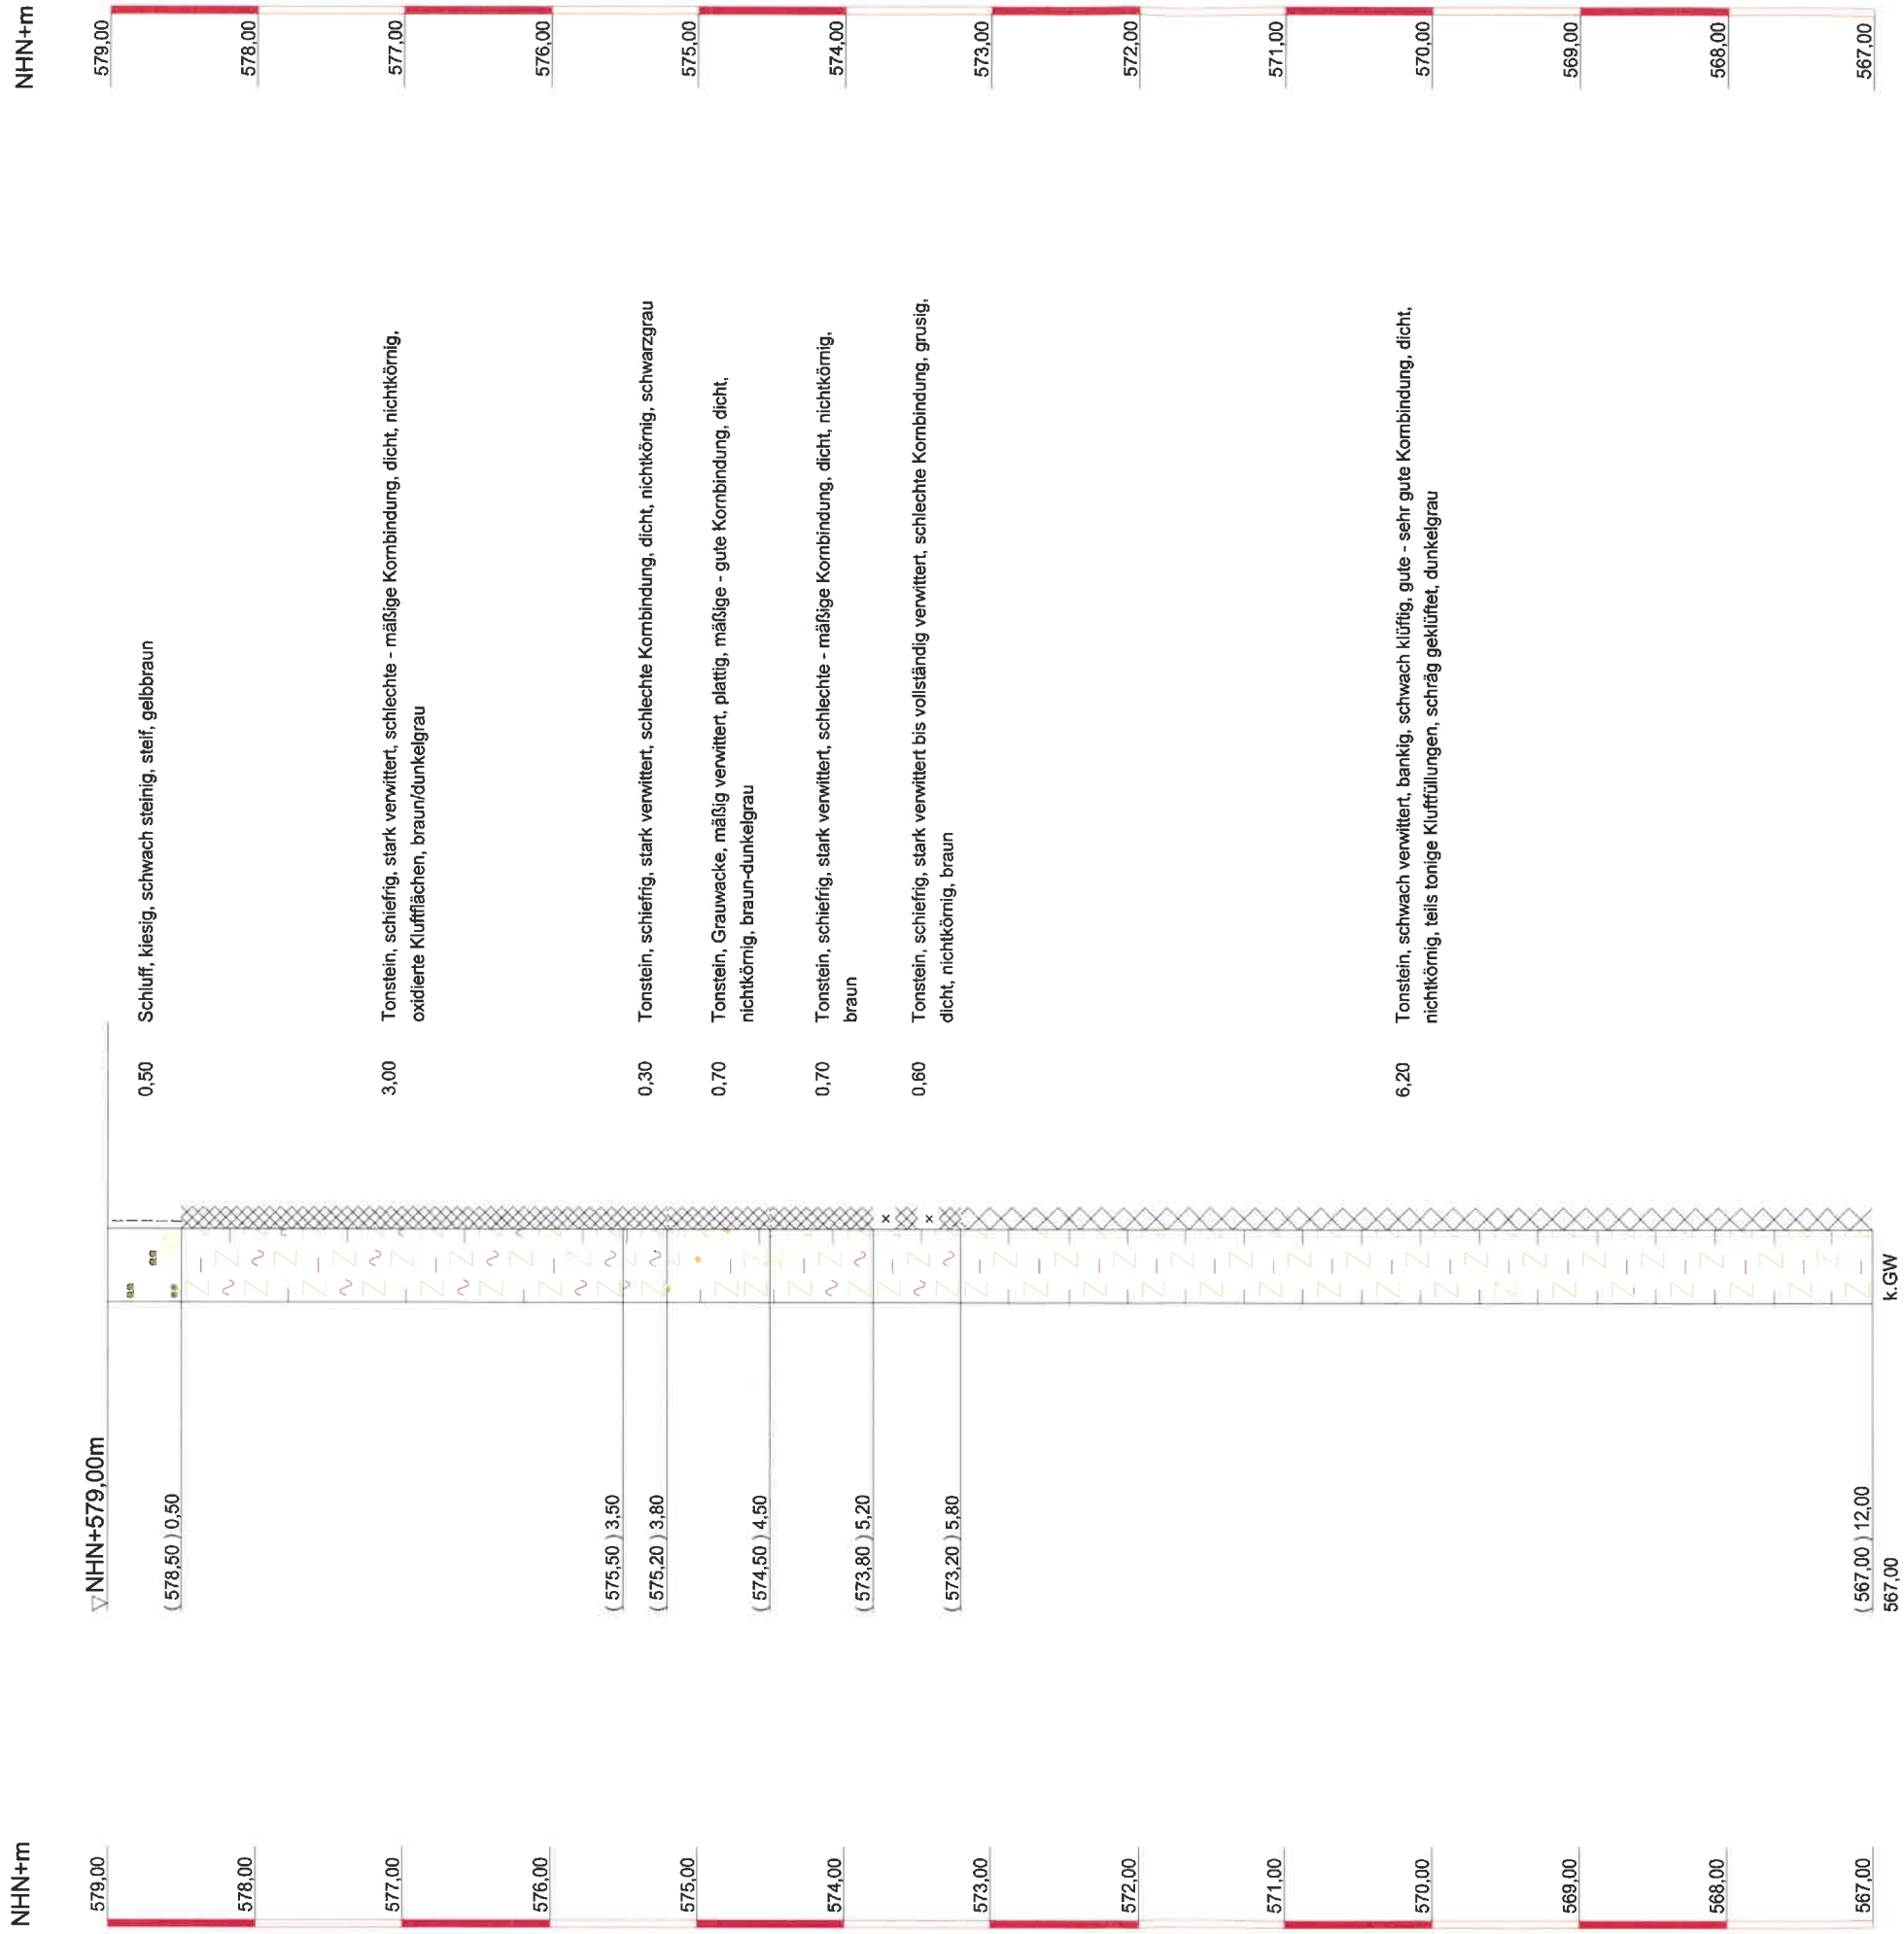 NHN+m
NHN+m
▽NHN+579,00m
579,00
579,00
( 578,50 ) 0,50
0,50
Schluff, kiesig, schwach steinig, steif, gelbbraun
578,00
578,00
577,00
3,00
Tonstein, schiefrig, stark verwittert, schlechte - mäßige Kornbindung, dicht, nichtkörnig,
oxidierte Kluftflächen, braun/dunkelgrau
577,00
576,00
576,00
( 575,50 ) 3,50
0,30
Tonstein, schiefrig, stark verwittert, schlechte Kornbindung, dicht, nichtkörnig, schwarzgrau
( 575,20 ) 3,80
575,00
0,70
Tonstein, Grauwacke, mäßig verwittert, plattig, mäßige - gute Kornbindung, dicht,
nichtkörnig, braun-dunkelgrau
575,00
( 574,50 ) 4,50
0,70
Tonstein, schiefrig, stark verwittert, schlechte - mäßige Kornbindung, dicht, nichtkörnig,
braun
574,00
574,00
( 573,80 ) 5,20
0,60
Tonstein, schiefrig, stark verwittert bis vollständig verwittert, schlechte Kornbindung, grusig,
dicht, nichtkörnig, braun
( 573,20 ) 5,80
573,00
573,00
572,00
572,00
571,00
571,00
570,00
6,20
Tonstein, schwach verwittert, bankig, schwach klüftig, gute - sehr gute Kornbindung, dicht,
nichtkörnig, teils tonige Kluftfüllungen, schräg geklüftet, dunkelgrau
570,00
569,00
569,00
568,00
568,00
567,00
( 567,00 ) 12,00
567,00
567,00
k.GW